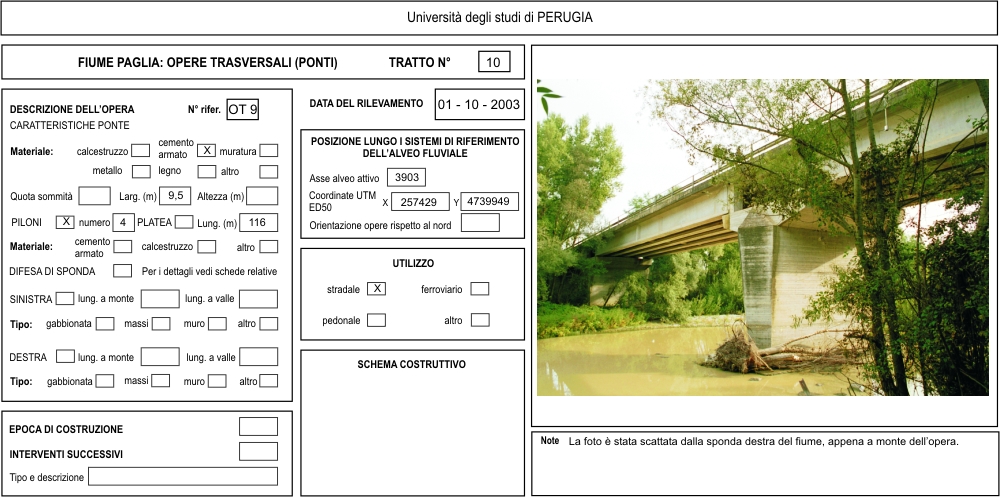 Università degli studi di PERUGIA
FIUME PAGLIA: OPERE TRASVERSALI (PONTI) TRATTO N° 10
DESCRIZIONE DELL'OPERA N° rifer. OT 9
CARATTERISTICHE PONTE
Materiale: calcestruzzo cemento armato X muratura
metallo legno altro
Quota sommità Larg. (m) 9,5 Altezza (m)
PILONI X numero 4 PLATEA Lung. (m) 116
Materiale: cemento armato calcestruzzo altro
DIFESA DI SPONDA Per i dettagli vedi schede relative
SINISTRA lung. a monte lung. a valle
Tipo: gabbionata massi muro altro
DESTRA lung. a monte lung. a valle
Tipo: gabbionata massi muro altro
EPOCA DI COSTRUZIONE
INTERVENTI SUCCESSIVI
Tipo e descrizione
DATA DEL RILEVAMENTO 01 - 10 - 2003
POSIZIONE LUNGO I SISTEMI DI RIFERIMENTO
DELL'ALVEO FLUVIALE
Asse alveo attivo 3903
Coordinate UTM ED50 X 257429 Y 4739949
Orientazione opere rispetto al nord
UTILIZZO
stradale X ferroviario
pedonale altro
SCHEMA COSTRUTTIVO
Note La foto è stata scattata dalla sponda destra del fiume, appena a monte dell'opera.